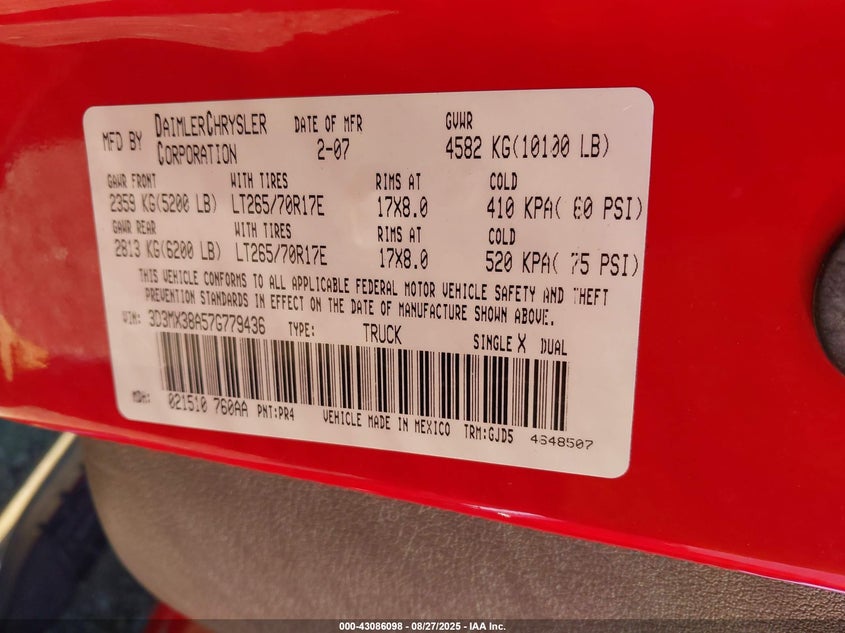 MFD BY DAIMLERCHRYSLER CORPORATION DATE OF MFR 2-07 GVWR 4582 KG(10100 LB)
GAWR FRONT WITH TIRES RIMS AT COLD
2359 KG(5200 LB) LT265/70R17E 17X8.0 410 KPA( 60 PSI)
GAWR REAR WITH TIRES RIMS AT COLD
2813 KG(6200 LB) LT265/70R17E 17X8.0 520 KPA( 75 PSI)
THIS VEHICLE CONFORMS TO ALL APPLICABLE FEDERAL MOTOR VEHICLE SAFETY AND THEFT
PREVENTION STANDARDS IN EFFECT ON THE DATE OF MANUFACTURE SHOWN ABOVE.
VIN: 3D3MX38A57G779436 TYPE: TRUCK SINGLE X DUAL
MDH: 021510 760AA PNT:PR4 VEHICLE MADE IN MEXICO TRM:GJD5 4648507
000-43086098 - 08/27/2025 - IAA Inc.